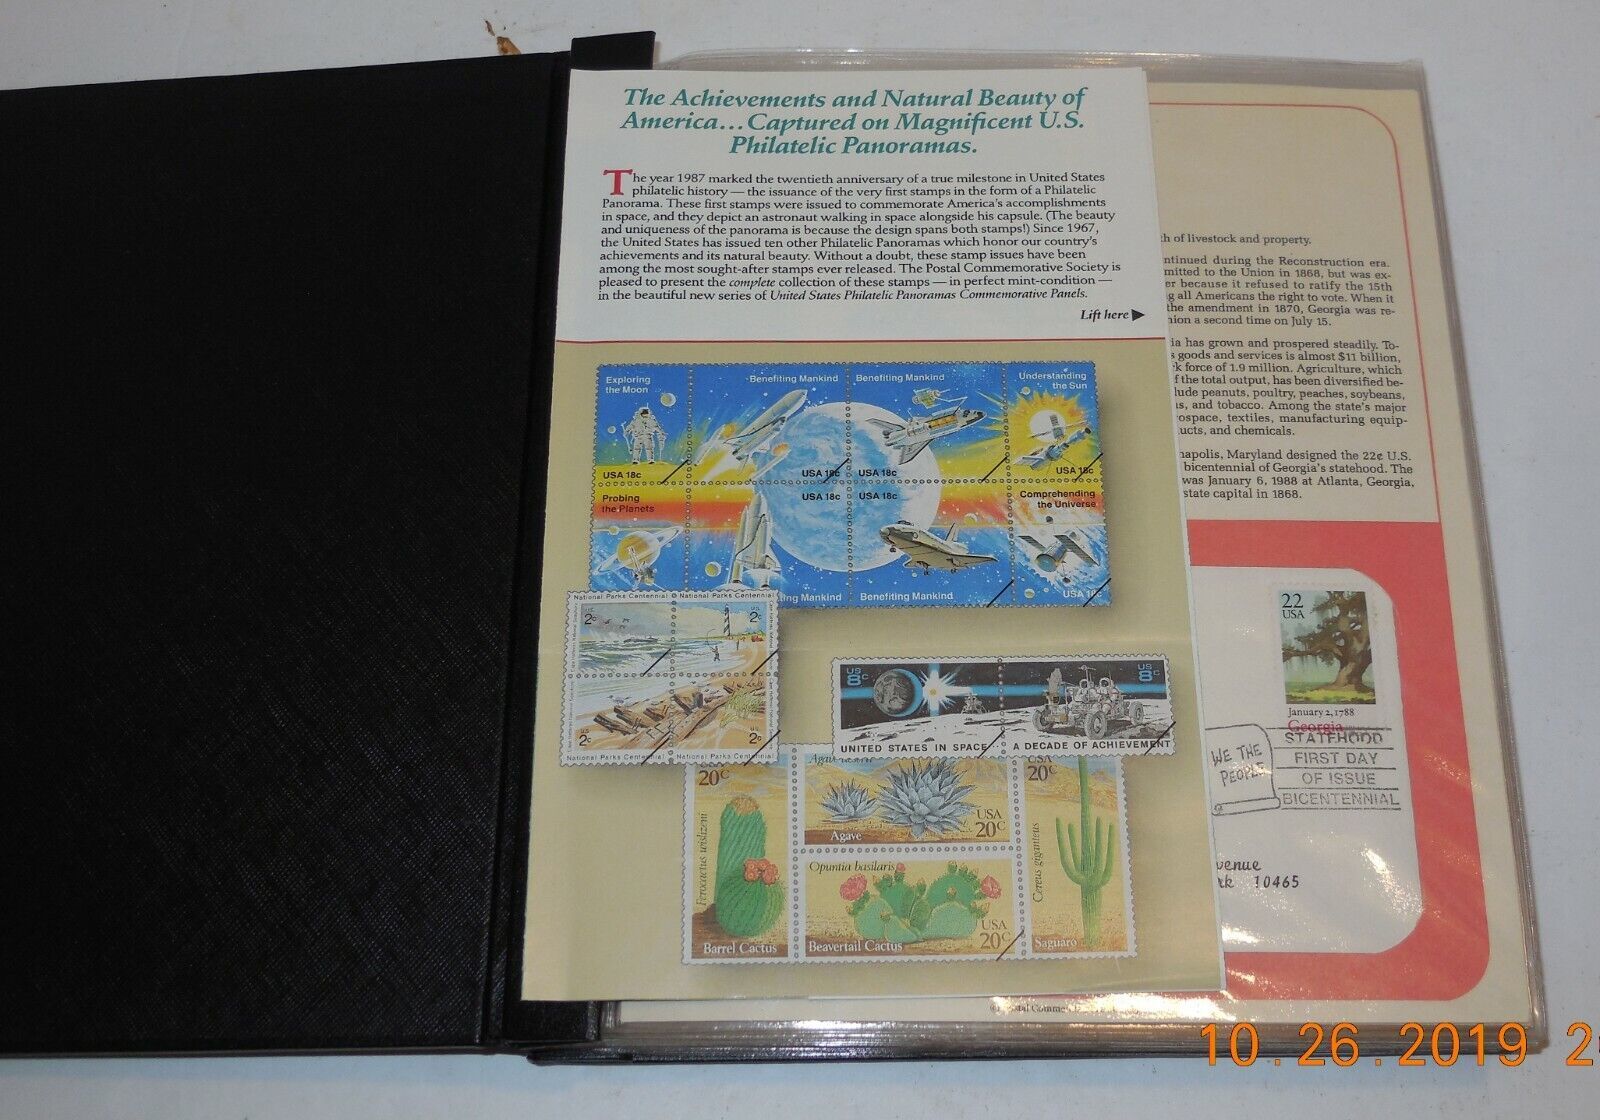 The Achievements and Natural Beauty of
America...Captured on Magnificent U.S.
Philatelic Panoramas.
The year 1987 marked the twentieth anniversary of a true milestone in United States
philatelic history — the issuance of the very first stamps in the form of a Philatelic
Panorama. These first stamps were issued to commemorate America's accomplishments
in space, and they depict an astronaut walking in space alongside his capsule. (The beauty
and uniqueness of the panorama is because the design spans both stamps!) Since 1967,
the United States has issued ten other Philatelic Panoramas which honor our country's
achievements and its natural beauty. Without a doubt, these stamp issues have been
among the most sought-after stamps ever released. The Postal Commemorative Society is
pleased to present the complete collection of these stamps — in perfect mint-condition —
in the beautiful new series of United States Philatelic Panoramas Commemorative Panels.
Lift here ▶
Exploring
the Moon
Benefiting Mankind
Benefiting Mankind
Understanding
the Sun
USA 18c
USA 18c
USA 18c
USA 18c
Probing
the Planets
USA 18c
USA 18c
Comprehending
the Universe
Benefiting Mankind
Benefiting Mankind
USA 18c
National Parks Centennial
National Parks Centennial
US
2c
US
2c
2c
2c
National Parks Centennial
National Parks Centennial
US
8c
US
8c
UNITED STATES IN SPACE...
A DECADE OF ACHIEVEMENT
20c
Ferocactus wislizeni
Barrel Cactus
Agave
USA
20c
Opuntia basilaris
USA
20c
Beavertail Cactus
USA
20c
Cereus giganteus
Saguaro
th of livestock and property.
ntinued during the Reconstruction era.
mitted to the Union in 1868, but was ex-
er because it refused to ratify the 15th
g all Americans the right to vote. When it
the amendment in 1870, Georgia was re-
nion a second time on July 15.
ia has grown and prospered steadily. To-
s goods and services is almost $11 billion,
rk force of 1.9 million. Agriculture, which
f the total output, has been diversified be-
lude peanuts, poultry, peaches, soybeans,
ns, and tobacco. Among the state's major
rospace, textiles, manufacturing equip-
ucts, and chemicals.
napolis, Maryland designed the 22¢ U.S.
bicentennial of Georgia's statehood. The
was January 6, 1988 at Atlanta, Georgia,
state capital in 1868.
22
USA
January 2, 1788
Georgia
WE THE
PEOPLE
STATEHOOD
FIRST DAY
OF ISSUE
BICENTENNIAL
venue
rk 10465
10.26.2019